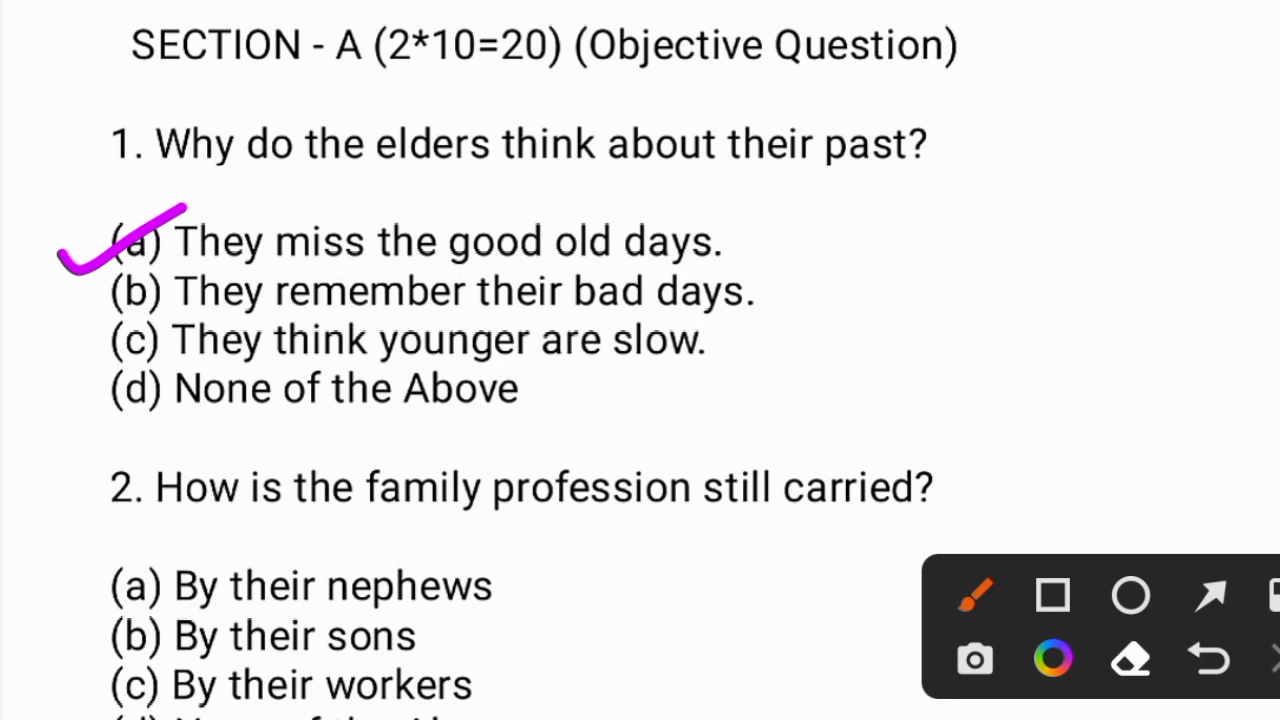 SECTION - A (2*10=20) (Objective Question)
1. Why do the elders think about their past?
(a) They miss the good old days.
(b) They remember their bad days.
(c) They think younger are slow.
(d) None of the Above
2. How is the family profession still carried?
(a) By their nephews
(b) By their sons
(c) By their workers